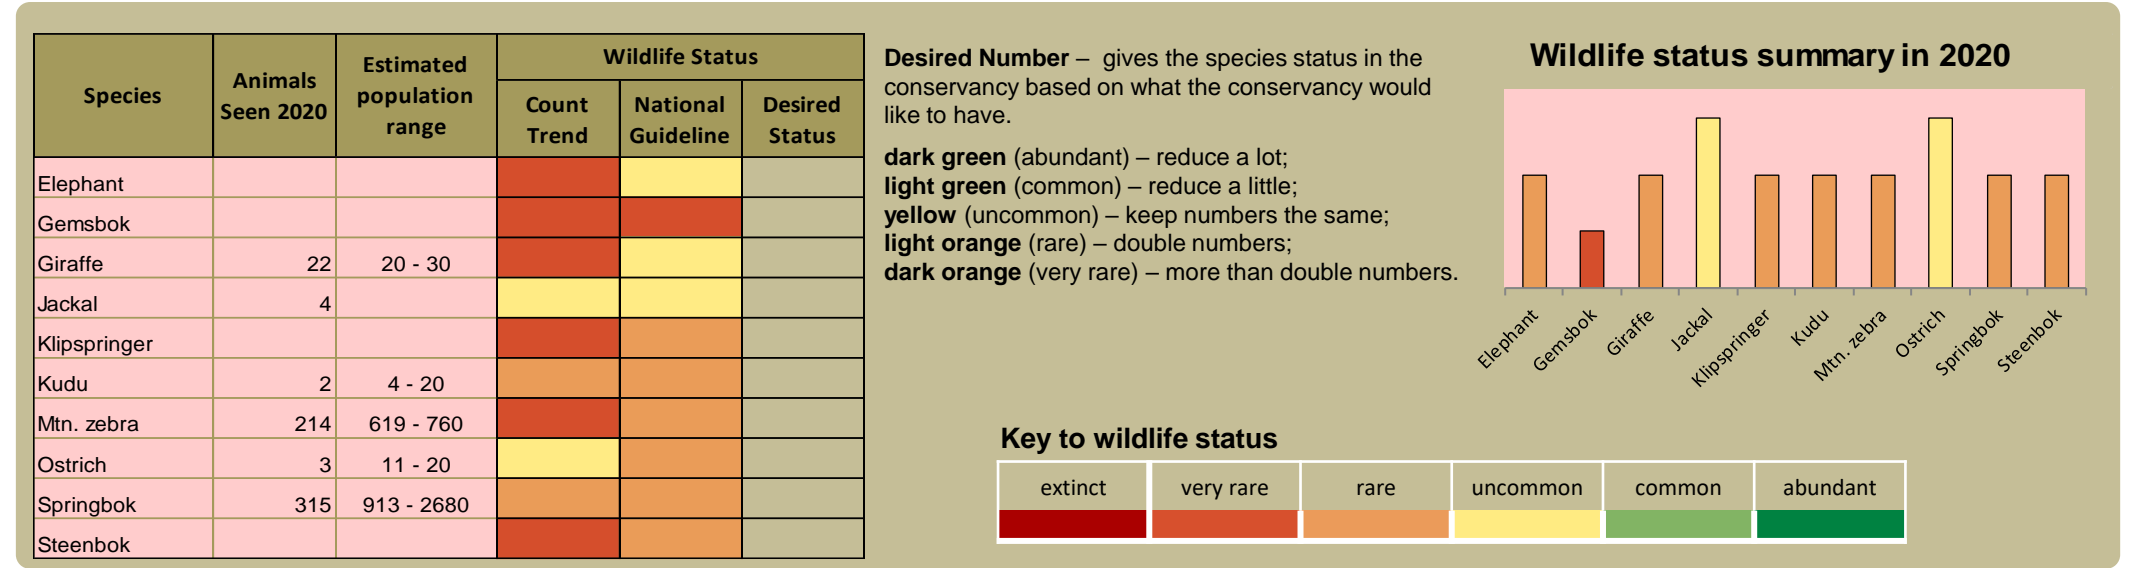 Species
Animals
Seen 2020
Estimated
population
range
Wildlife Status
Count
Trend
National
Guideline
Desired
Status
Elephant
Gemsbok
Giraffe 22 20 - 30
Jackal 4
Klipspringer
Kudu 2 4 - 20
Mtn. zebra 214 619 - 760
Ostrich 3 11 - 20
Springbok 315 913 - 2680
Steenbok
Desired Number – gives the species status in the
conservancy based on what the conservancy would
like to have.
dark green (abundant) – reduce a lot;
light green (common) – reduce a little;
yellow (uncommon) – keep numbers the same;
light orange (rare) – double numbers;
dark orange (very rare) – more than double numbers.
Wildlife status summary in 2020
Elephant
Gemsbok
Giraffe
Jackal
Klipspringer
Kudu
Mtn. zebra
Ostrich
Springbok
Steenbok
Key to wildlife status
extinct very rare rare uncommon common abundant